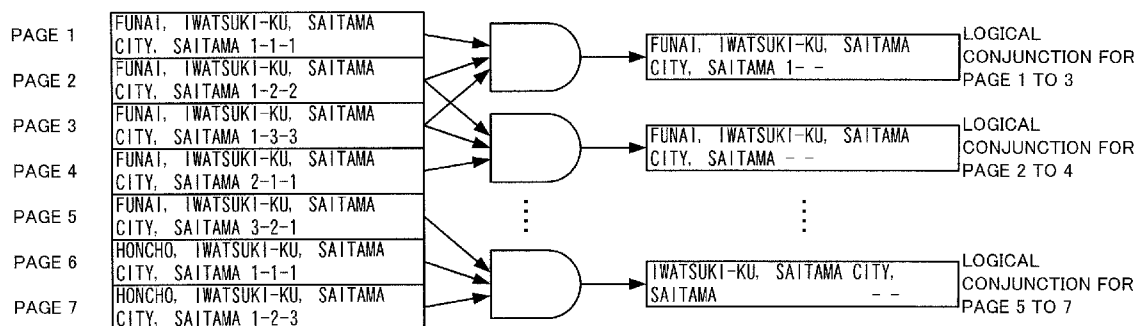 PAGE 1
FUNAI, IWATSUKI-KU, SAITAMA
CITY, SAITAMA 1-1-1
PAGE 2
FUNAI, IWATSUKI-KU, SAITAMA
CITY, SAITAMA 1-2-2
PAGE 3
FUNAI, IWATSUKI-KU, SAITAMA
CITY, SAITAMA 1-3-3
PAGE 4
FUNAI, IWATSUKI-KU, SAITAMA
CITY, SAITAMA 2-1-1
PAGE 5
FUNAI, IWATSUKI-KU, SAITAMA
CITY, SAITAMA 3-2-1
PAGE 6
HONCHO, IWATSUKI-KU, SAITAMA
CITY, SAITAMA 1-1-1
PAGE 7
HONCHO, IWATSUKI-KU, SAITAMA
CITY, SAITAMA 1-2-3
FUNAI, IWATSUKI-KU, SAITAMA
CITY, SAITAMA 1- -
LOGICAL
CONJUNCTION FOR
PAGE 1 TO 3
FUNAI, IWATSUKI-KU, SAITAMA
CITY, SAITAMA - -
LOGICAL
CONJUNCTION FOR
PAGE 2 TO 4
IWATSUKI-KU, SAITAMA CITY,
SAITAMA - -
LOGICAL
CONJUNCTION FOR
PAGE 5 TO 7